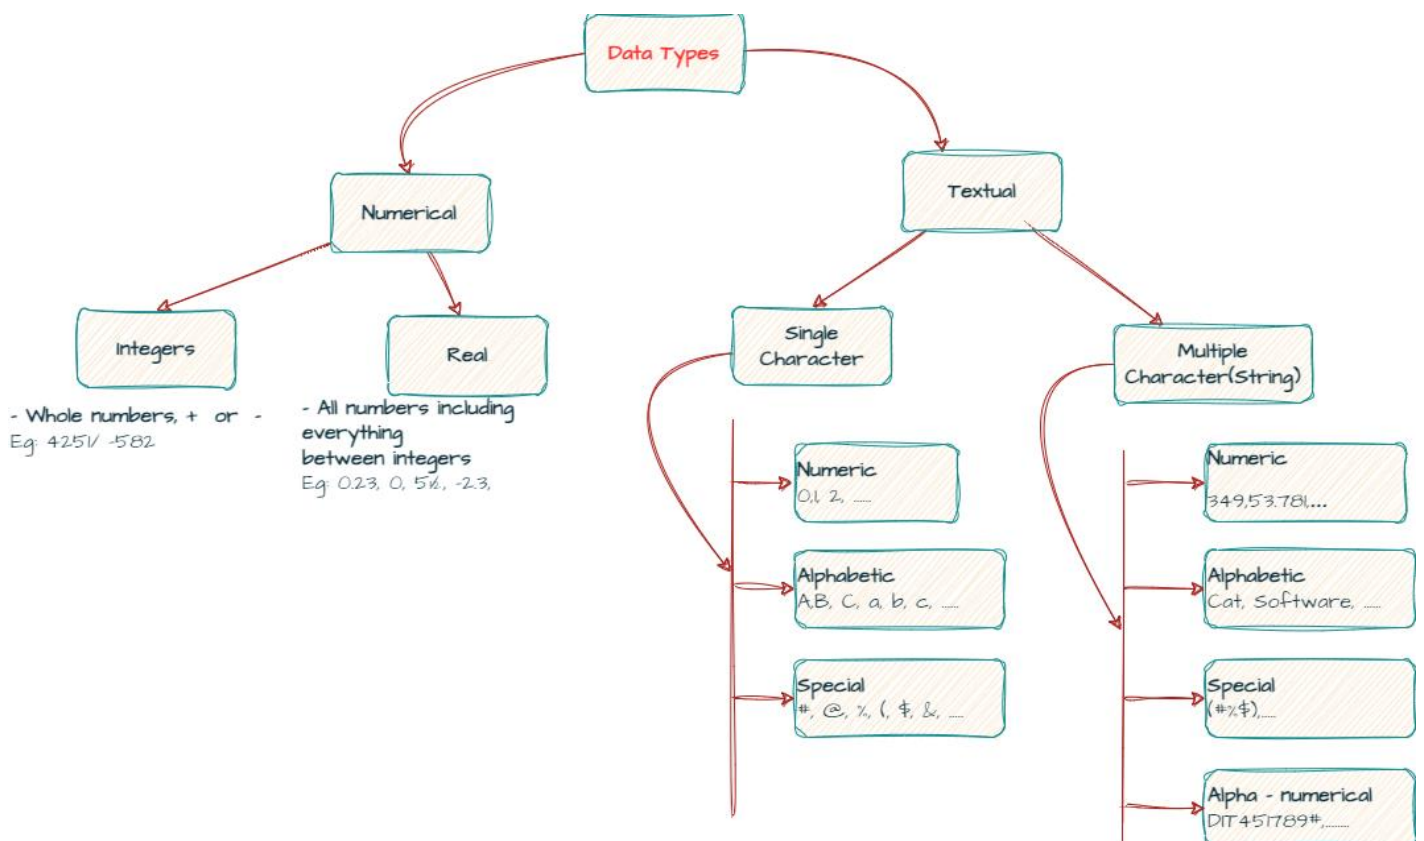 Data Types
Numerical
Textual
Integers
- Whole numbers, + or -
Eg: 4251/ -582
Real
- All numbers including
everything
between integers
Eg: 0.23, 0, 5½, -2.3,
Single
Character
Numeric
0,1, 2, ......
Alphabetic
A,B, C, a, b, c, ......
Special
#, @, %, (, $, &, .....
Multiple
Character(String)
Numeric
349,53.781,...
Alphabetic
Cat, Software, ......
Special
(#%$),.....
Alpha - numerical
DIT451789#,........